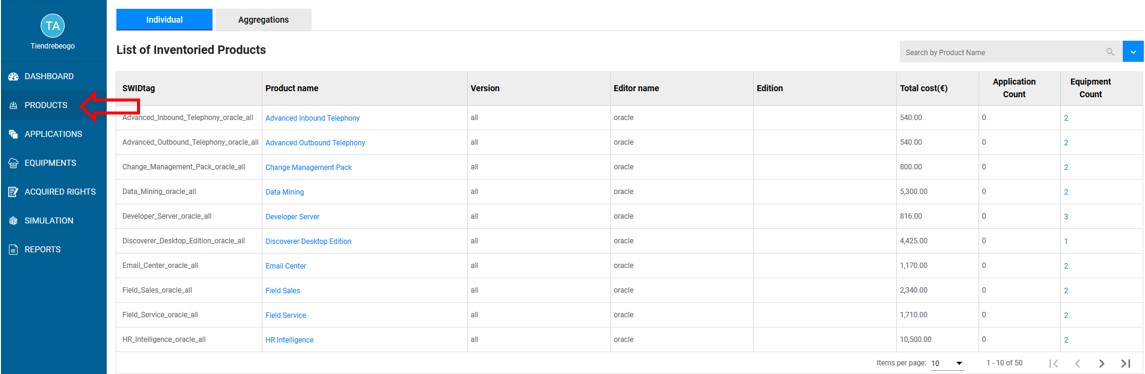 TA
Tiendrebeogo
DASHBOARD
PRODUCTS
APPLICATIONS
EQUIPMENTS
ACQUIRED RIGHTS
SIMULATION
REPORTS
Individual Aggregations
List of Inventoried Products
Search by Product Name
SWIDtag Product name Version Editor name Edition Total cost(€) Application Count Equipment Count
Advanced_Inbound_Telephony_oracle_all Advanced Inbound Telephony all oracle 540.00 0 2
Advanced_Outbound_Telephony_oracle_all Advanced Outbound Telephony all oracle 540.00 0 2
Change_Management_Pack_oracle_all Change Management Pack all oracle 800.00 0 2
Data_Mining_oracle_all Data Mining all oracle 5,300.00 0 2
Developer_Server_oracle_all Developer Server all oracle 816.00 0 3
Discoverer_Desktop_Edition_oracle_all Discoverer Desktop Edition all oracle 4,425.00 0 1
Email_Center_oracle_all Email Center all oracle 1,170.00 0 2
Field_Sales_oracle_all Field Sales all oracle 2,340.00 0 2
Field_Service_oracle_all Field Service all oracle 1,710.00 0 2
HR_Intelligence_oracle_all HR Intelligence all oracle 10,500.00 0 2
Items per page: 10 1 - 10 of 50